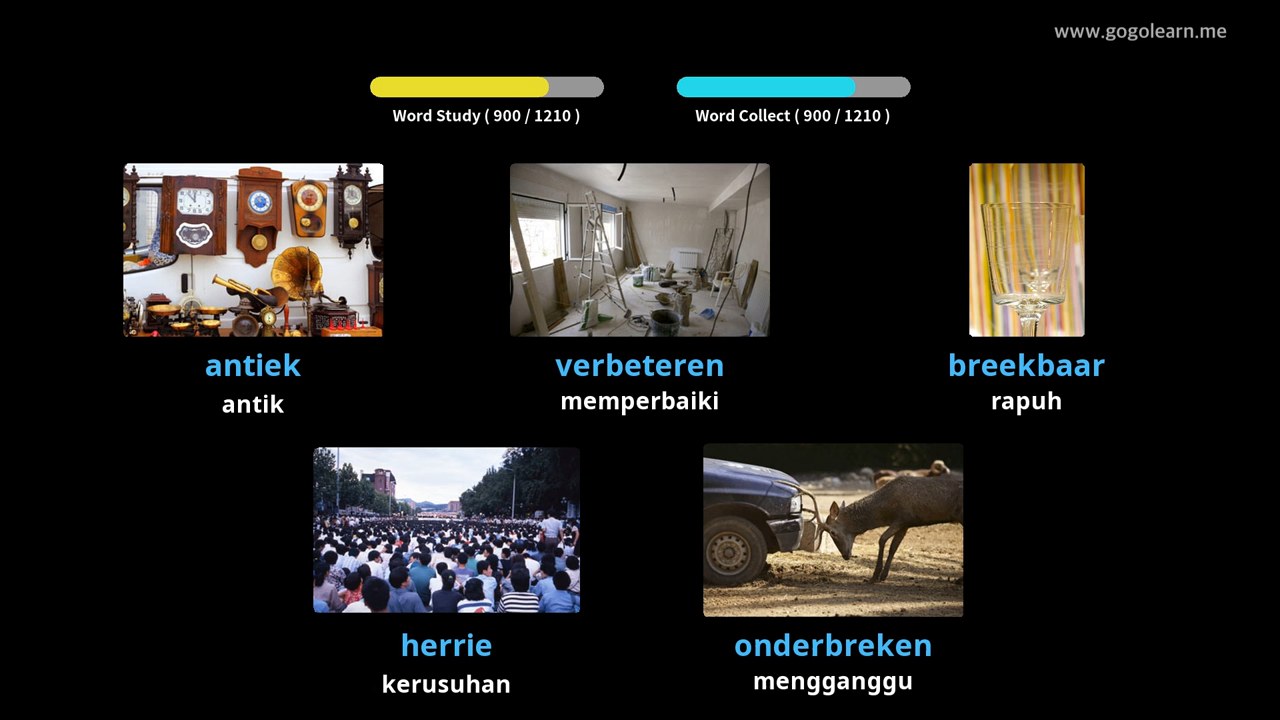 www.gogolearn.me
Word Study ( 900 / 1210 )
Word Collect ( 900 / 1210 )
antiek
antik
verbeteren
memperbaiki
breekbaar
rapuh
herrie
kerusuhan
onderbreken
mengganggu